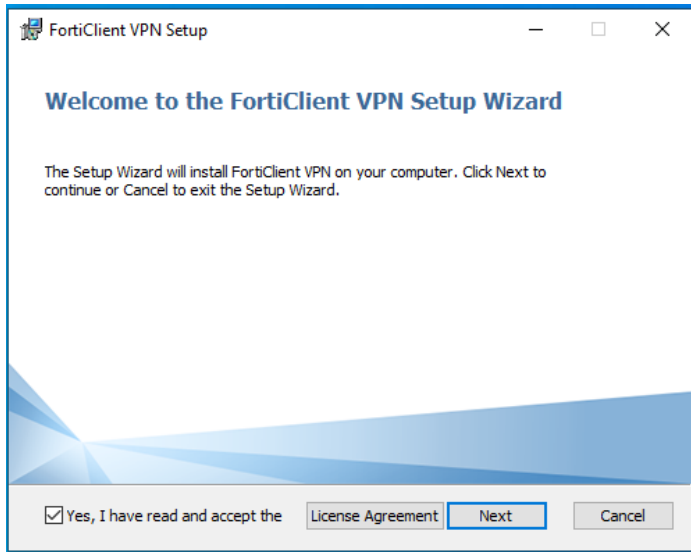 FortiClient VPN Setup
Welcome to the FortiClient VPN Setup Wizard
The Setup Wizard will install FortiClient VPN on your computer. Click Next to
continue or Cancel to exit the Setup Wizard.
Yes, I have read and accept the License Agreement Next Cancel